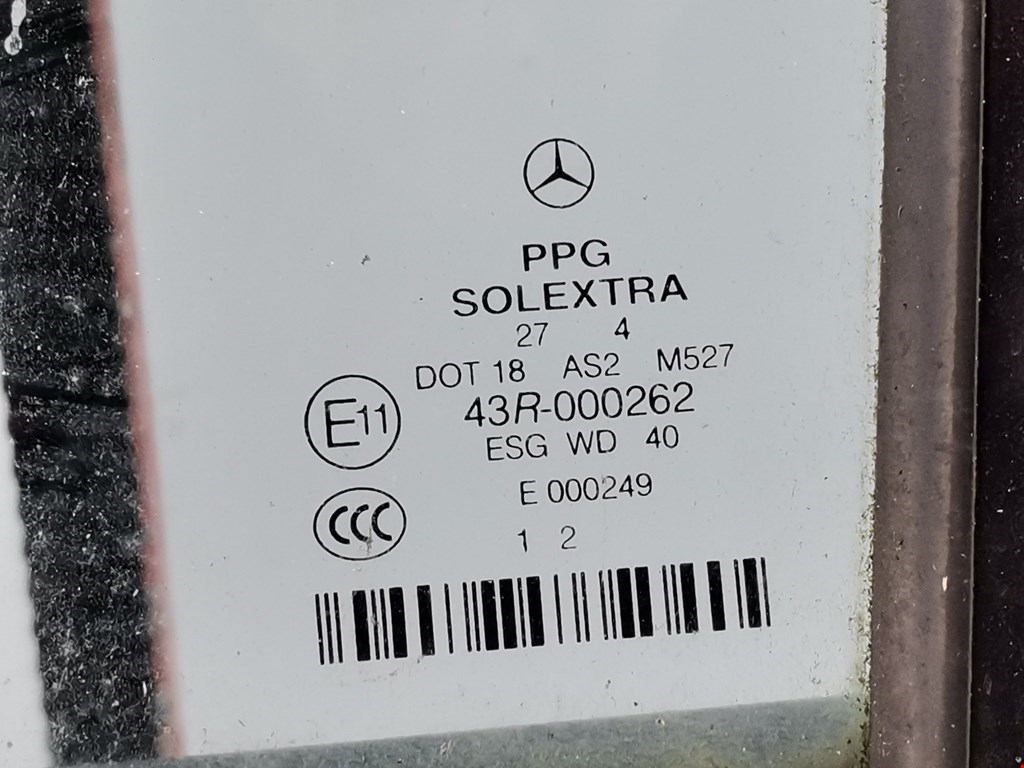 PPG
SOLEXTRA
27 4
DOT 18 AS2 M527
E11 43R-000262
ESG WD 40
CCC E 000249
1 2